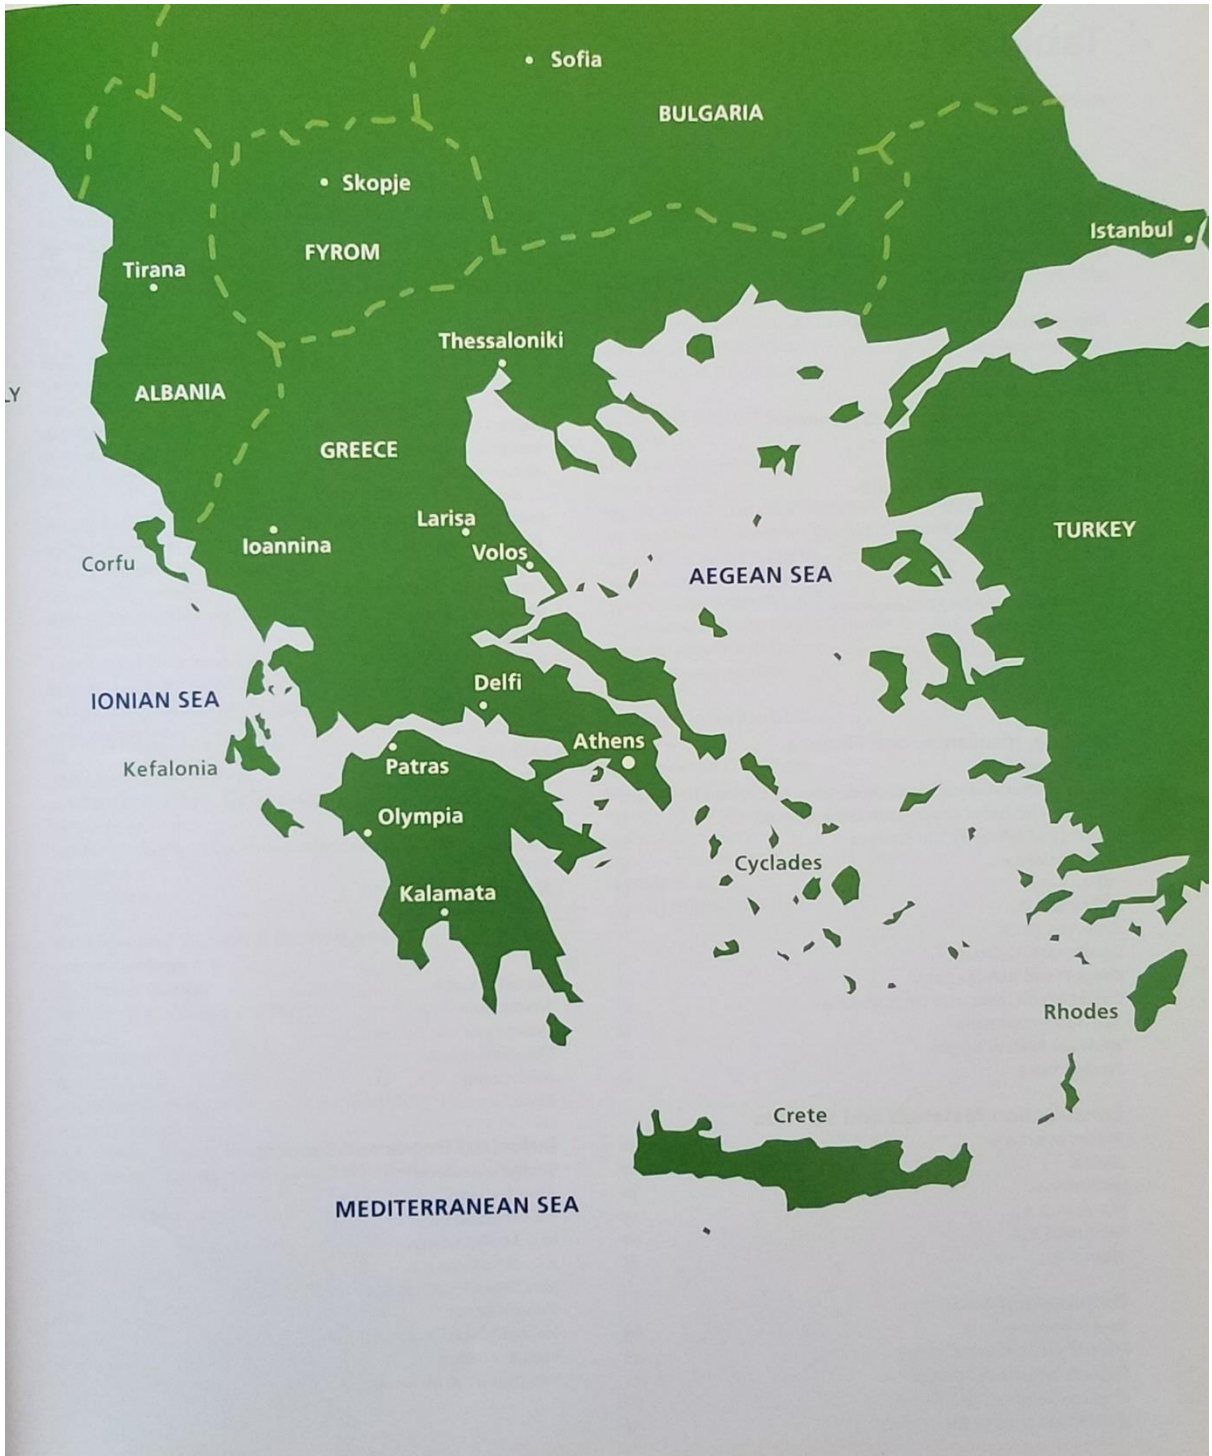 Sofia
BULGARIA
Skopje
Istanbul
FYROM
Tirana
Thessaloniki
LY
ALBANIA
GREECE
Larisa
TURKEY
Ioannina
Volos
Corfu
AEGEAN SEA
Delfi
IONIAN SEA
Athens
Kefalonia
Patras
Olympia
Cyclades
Kalamata
Rhodes
Crete
MEDITERRANEAN SEA